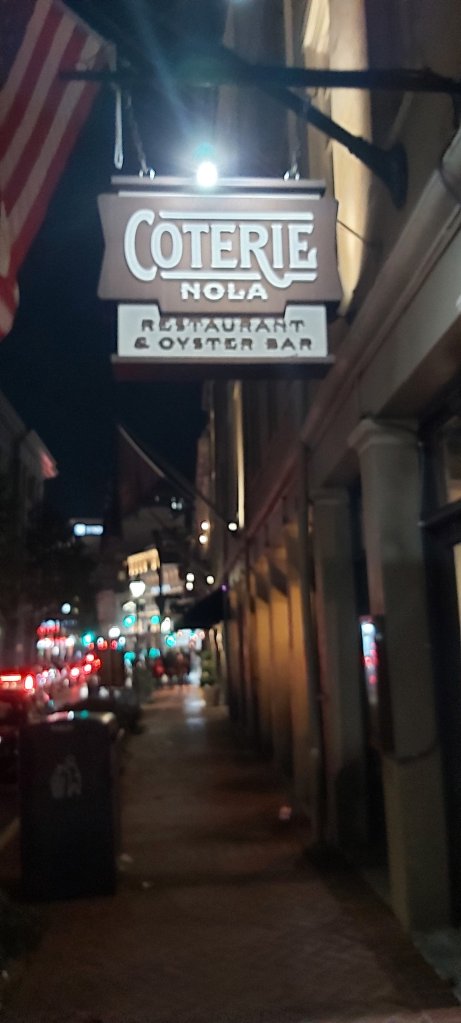 COTERIE
NOLA
RESTAURANT
& OYSTER BAR